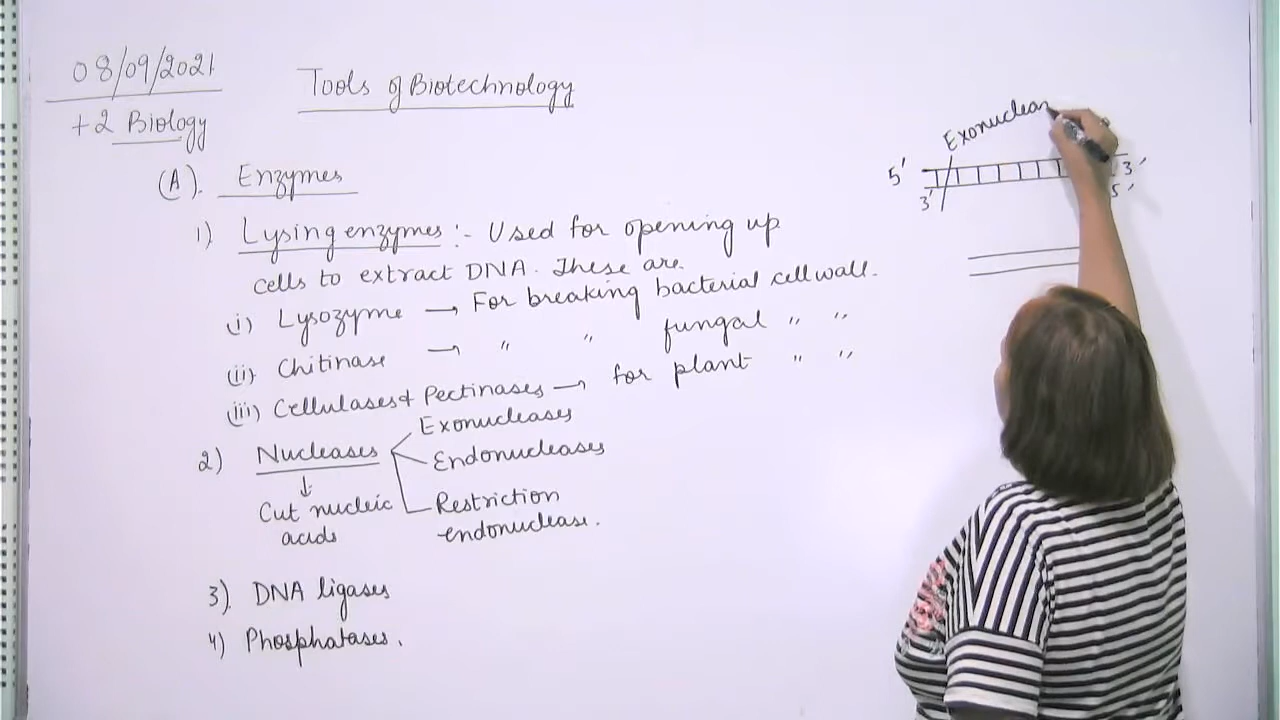 08/09/2021
+2 Biology
Tools of Biotechnology
(A). Enzymes
1) Lysing enzymes :- Used for opening up
cells to extract DNA. These are
(i) Lysozyme → For breaking bacterial cell wall.
(ii) Chitinase → " " fungal " "
(iii) Cellulases & Pectinases → for plant " "
2) Nucleases
Exonucleases
Endonucleases
Restriction
endonuclease.
↓
Cut nucleic
acids
3). DNA ligases
4) Phosphatases.
Exonuclea
5' 3'
3' 5'